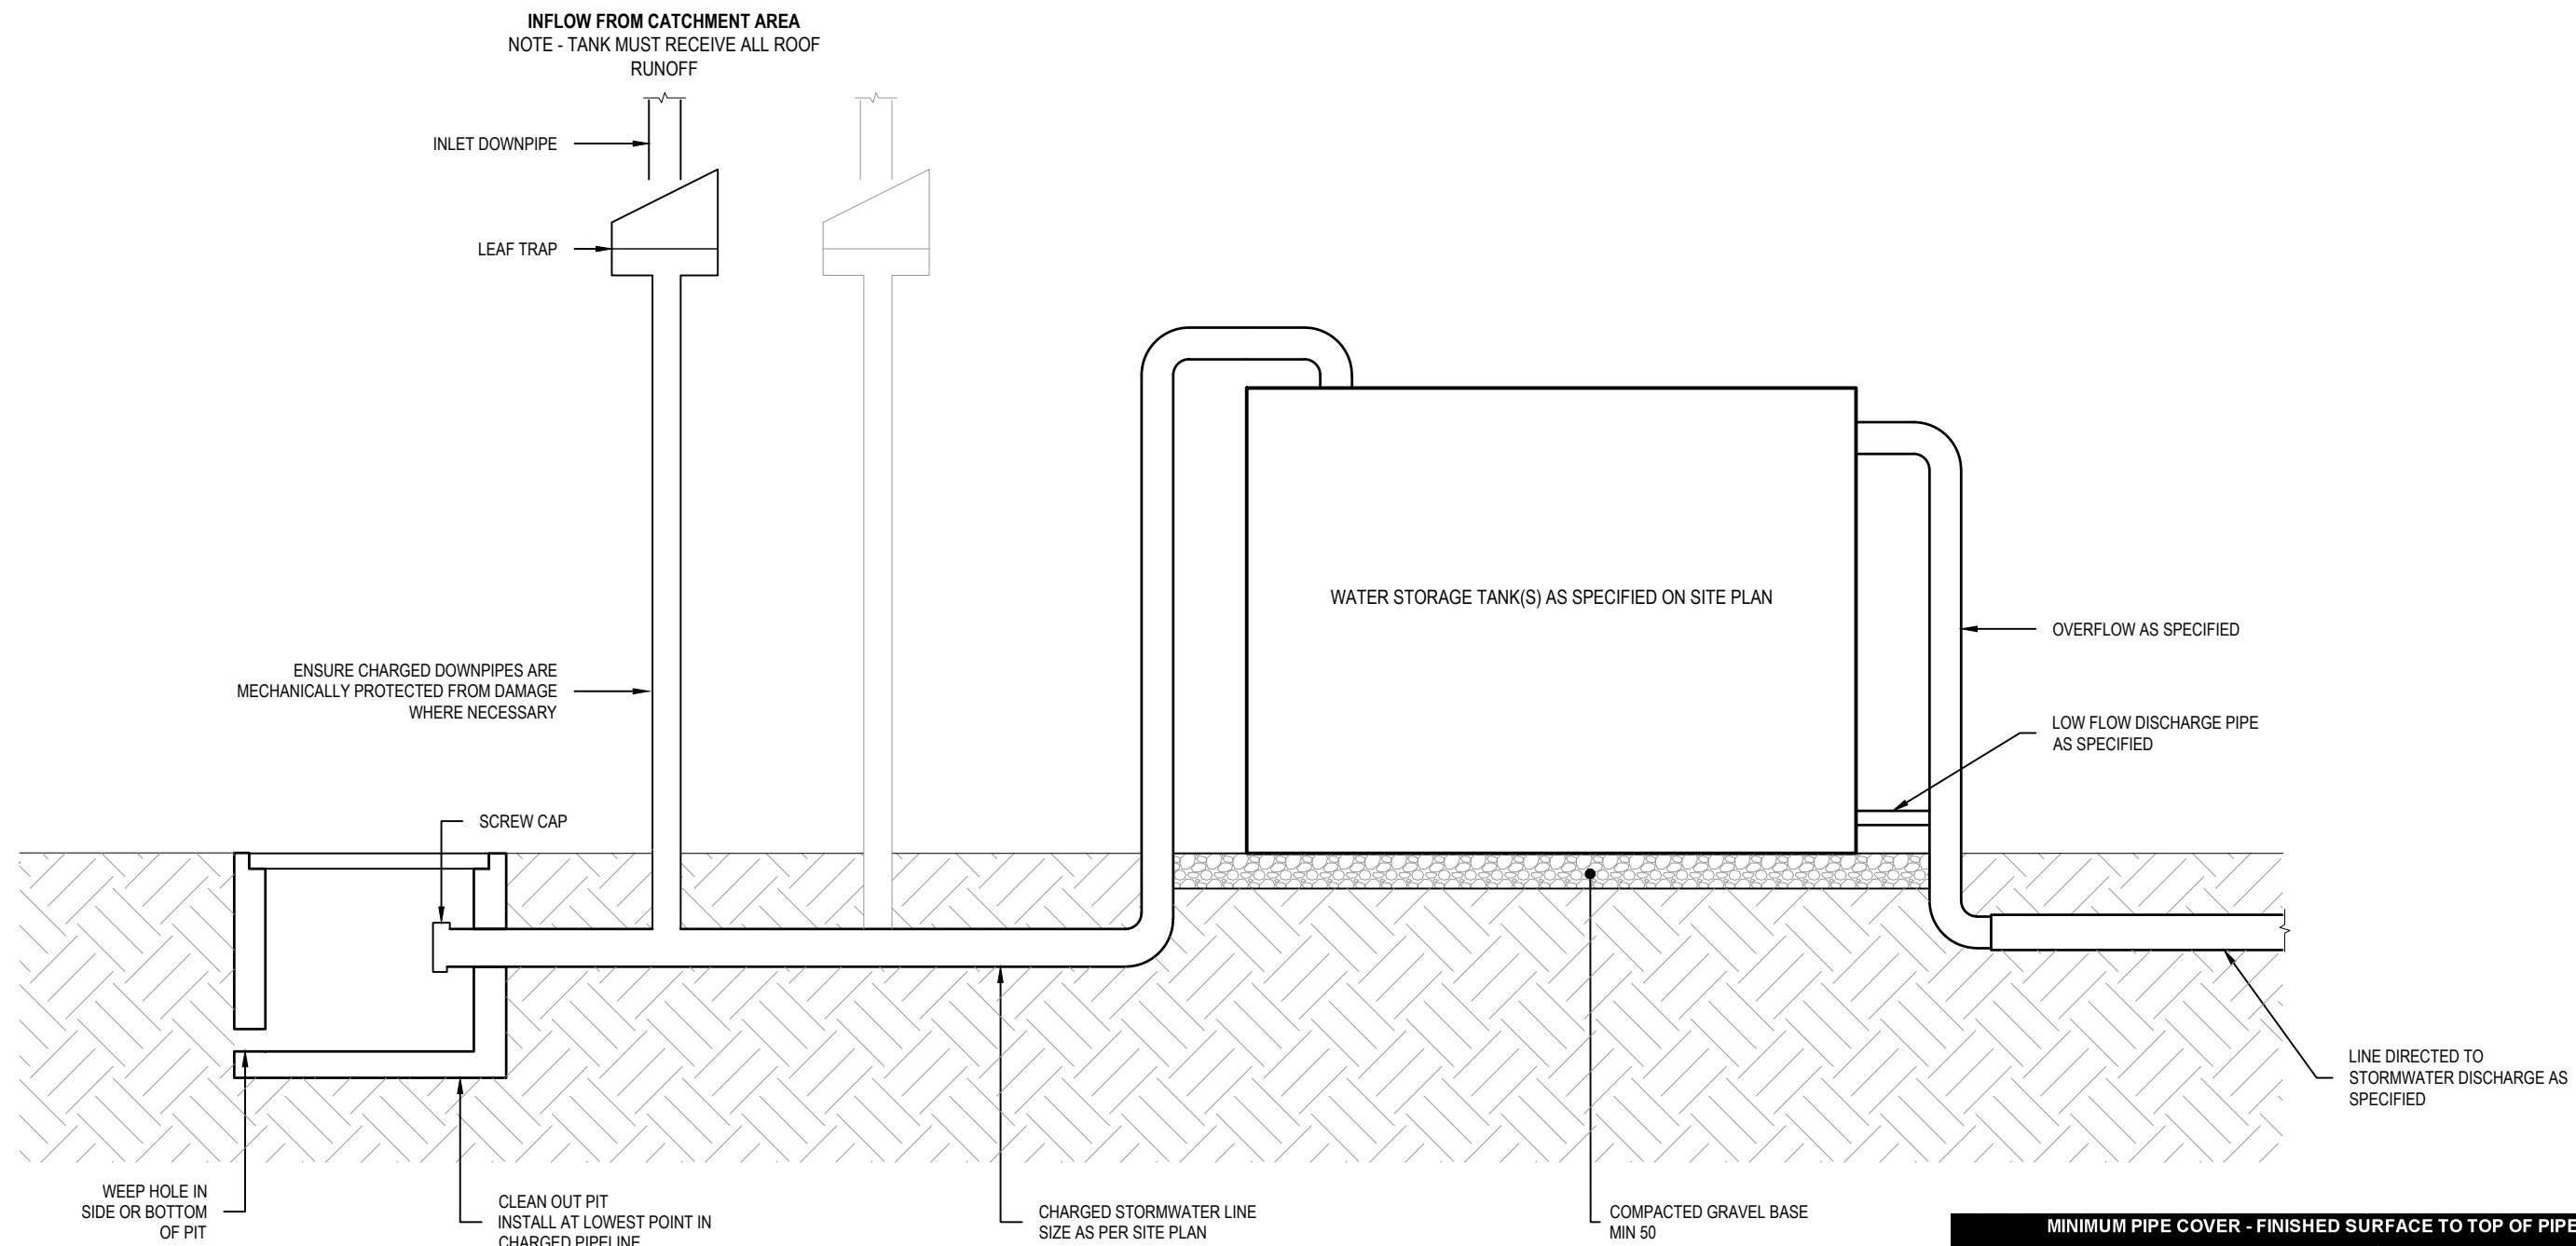 INFLOW FROM CATCHMENT AREA
NOTE - TANK MUST RECEIVE ALL ROOF
RUNOFF
INLET DOWNPIPE
LEAF TRAP
WATER STORAGE TANK(S) AS SPECIFIED ON SITE PLAN
OVERFLOW AS SPECIFIED
ENSURE CHARGED DOWNPIPES ARE
MECHANICALLY PROTECTED FROM DAMAGE
WHERE NECESSARY
LOW FLOW DISCHARGE PIPE
AS SPECIFIED
SCREW CAP
LINE DIRECTED TO
STORMWATER DISCHARGE AS
SPECIFIED
WEEP HOLE IN
SIDE OR BOTTOM
OF PIT
CLEAN OUT PIT
INSTALL AT LOWEST POINT IN
CHARGED PIPELINE
CHARGED STORMWATER LINE
SIZE AS PER SITE PLAN
COMPACTED GRAVEL BASE
MIN 50
MINIMUM PIPE COVER - FINISHED SURFACE TO TOP OF PIPE